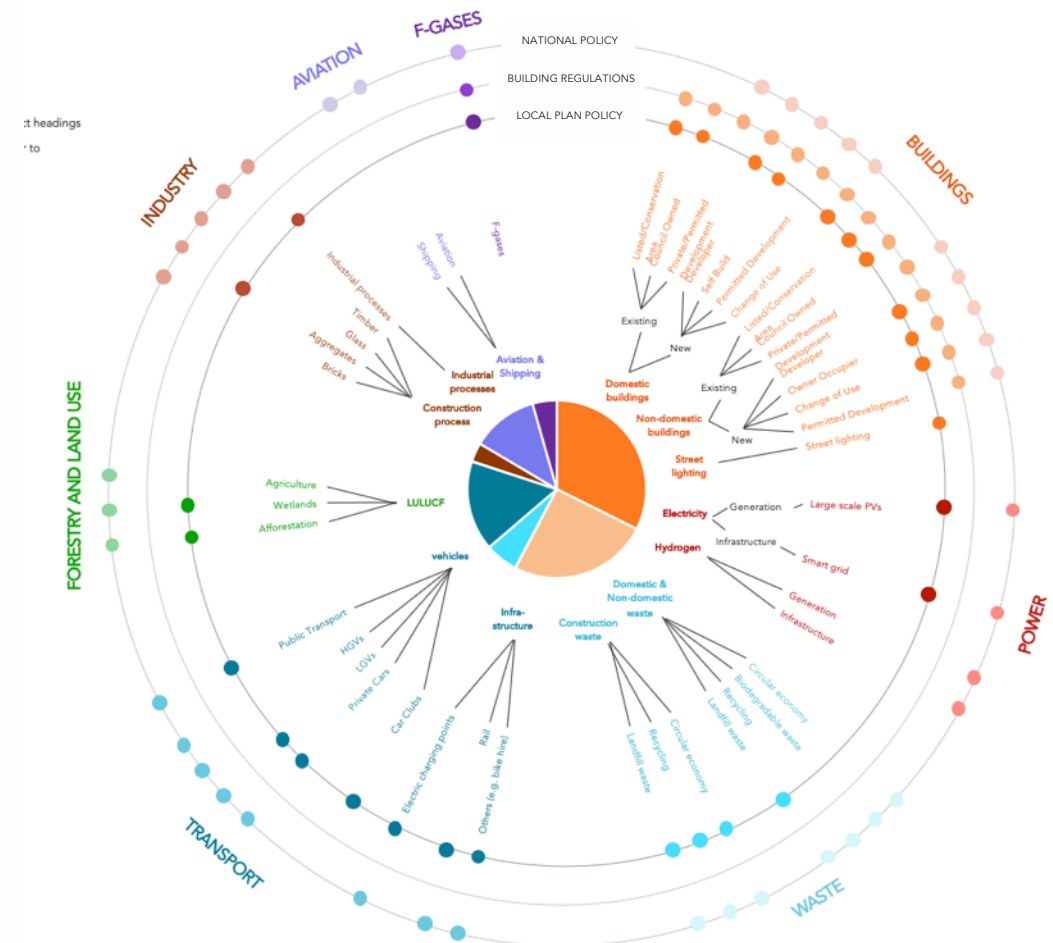 F-GASES
NATIONAL POLICY
AVIATION
BUILDING REGULATIONS
LOCAL PLAN POLICY
ct headings
to
INDUSTRY
BUILDINGS
F-gases
Aviation
Shipping
Listed/Conservation
Area
Council Owned
Private/Permitted
Development
Developer
Self Build
Permitted Development
Change of Use
Industrial processes
Timber
Glass
Aggregates
Bricks
Existing
New
Listed/Conservation
Area
Council Owned
Private/Permitted
Development
Developer
Owner Occupier
Change of Use
Permitted Development
Street lighting
Aviation &
Shipping
Industrial
processes
Construction
process
Domestic
buildings
Existing
Non-domestic
buildings
New
Street
lighting
FORESTRY AND LAND USE
Agriculture
Wetlands
Afforestation
LULUCF
Electricity
Generation
Large scale PVs
Infrastructure
Smart grid
Hydrogen
Generation
Infrastructure
POWER
vehicles
Public Transport
HGVs
LGVs
Private Cars
Car Clubs
Infra-
structure
Electric charging points
Rail
Others (e.g. bike hire)
Domestic &
Non-domestic
waste
Construction
waste
Circular economy
Biodegradable waste
Recycling
Landfill waste
Circular economy
Recycling
Landfill waste
TRANSPORT
WASTE